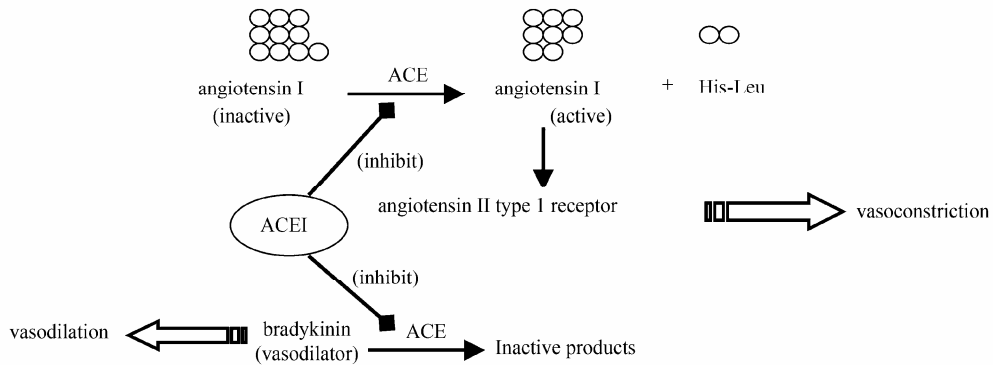 ACE
angiotensin I
angiotensin I
+ His-Leu
(inactive)
(active)
(inhibit)
angiotensin II type 1 receptor
vasoconstriction
ACEI
(inhibit)
vasodilation
bradykinin
ACE
(vasodilator)
Inactive products